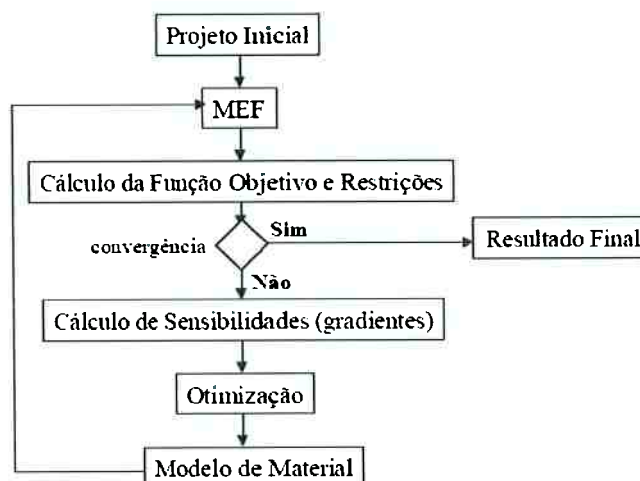 Projeto Inicial
MEF
Cálculo da Função Objetivo e Restrições
Sim
convergência
Resultado Final
Não
Cálculo de Sensibilidades (gradientes)
Otimização
Modelo de Material